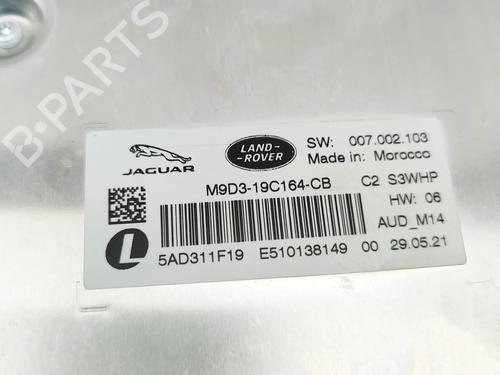 B-PARTS
JAGUAR
LAND-
ROVER
SW: 007.002.103
Made in: Morocco
M9D3-19C164-CB C2 S3WHP
HW: 06
AUD_M14
L
5AD311F19 E510138149 00 29.05.21